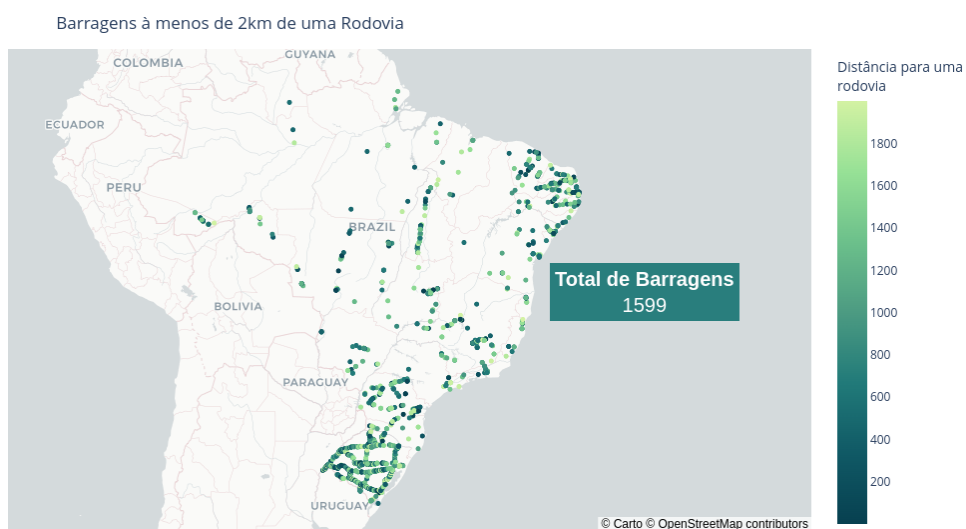 Barragens à menos de 2km de uma Rodovia
GUYANA
COLOMBIA
ECUADOR
PERU
BRAZIL
BOLIVIA
PARAGUAY
URUGUAY
Total de Barragens
1599
© Carto © OpenStreetMap contributors
Distância para uma
rodovia
1800
1600
1400
1200
1000
800
600
400
200